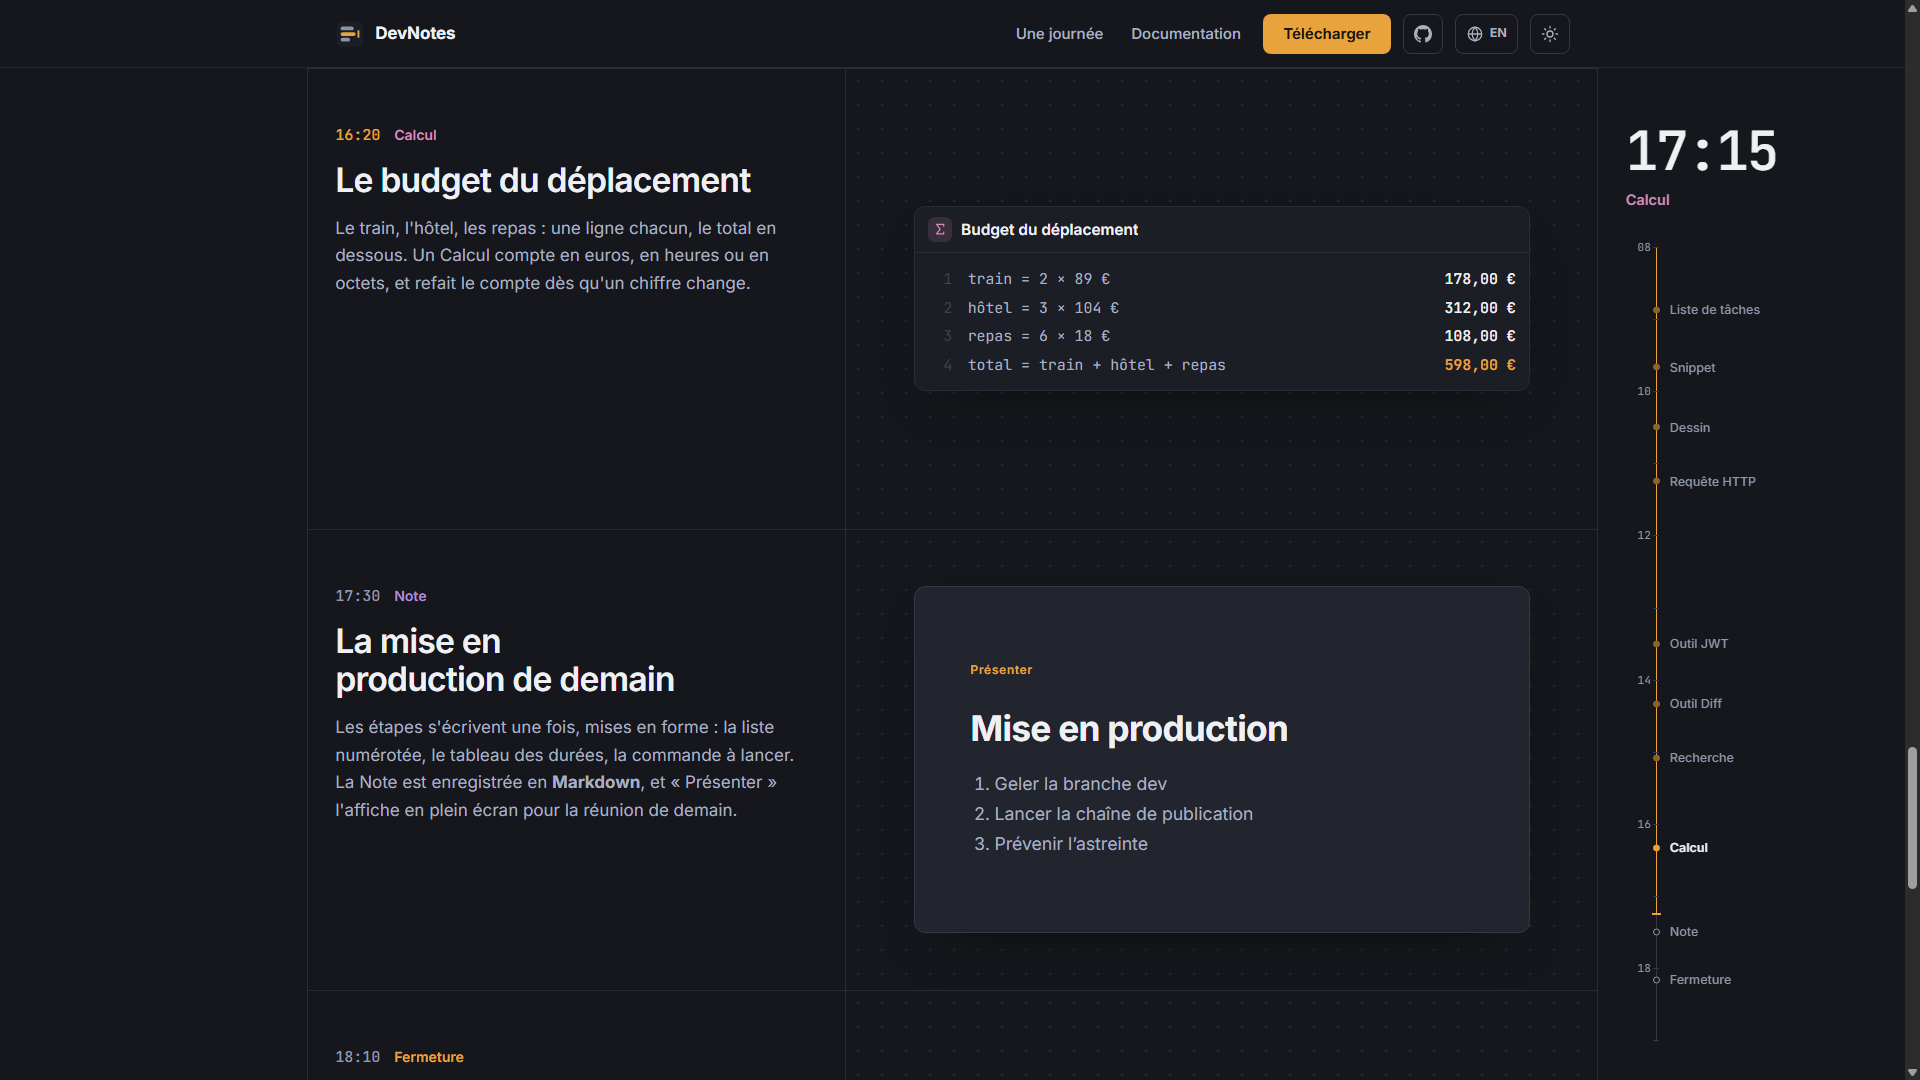 DevNotes
Une journée
Documentation
Télécharger
EN
16:20 Calcul
Le budget du déplacement
Le train, l'hôtel, les repas : une ligne chacun, le total en
dessous. Un Calcul compte en euros, en heures ou en
octets, et refait le compte dès qu'un chiffre change.
Σ Budget du déplacement
1 train = 2 × 89 € 178,00 €
2 hôtel = 3 × 104 € 312,00 €
3 repas = 6 × 18 € 108,00 €
4 total = train + hôtel + repas 598,00 €
17:30 Note
La mise en
production de demain
Les étapes s'écrivent une fois, mises en forme : la liste
numérotée, le tableau des durées, la commande à lancer.
La Note est enregistrée en Markdown, et « Présenter »
l'affiche en plein écran pour la réunion de demain.
Présenter
Mise en production
1. Geler la branche dev
2. Lancer la chaîne de publication
3. Prévenir l’astreinte
18:10 Fermeture
17:15
Calcul
08
Liste de tâches
Snippet
10
Dessin
Requête HTTP
12
Outil JWT
14
Outil Diff
Recherche
16
Calcul
Note
18
Fermeture